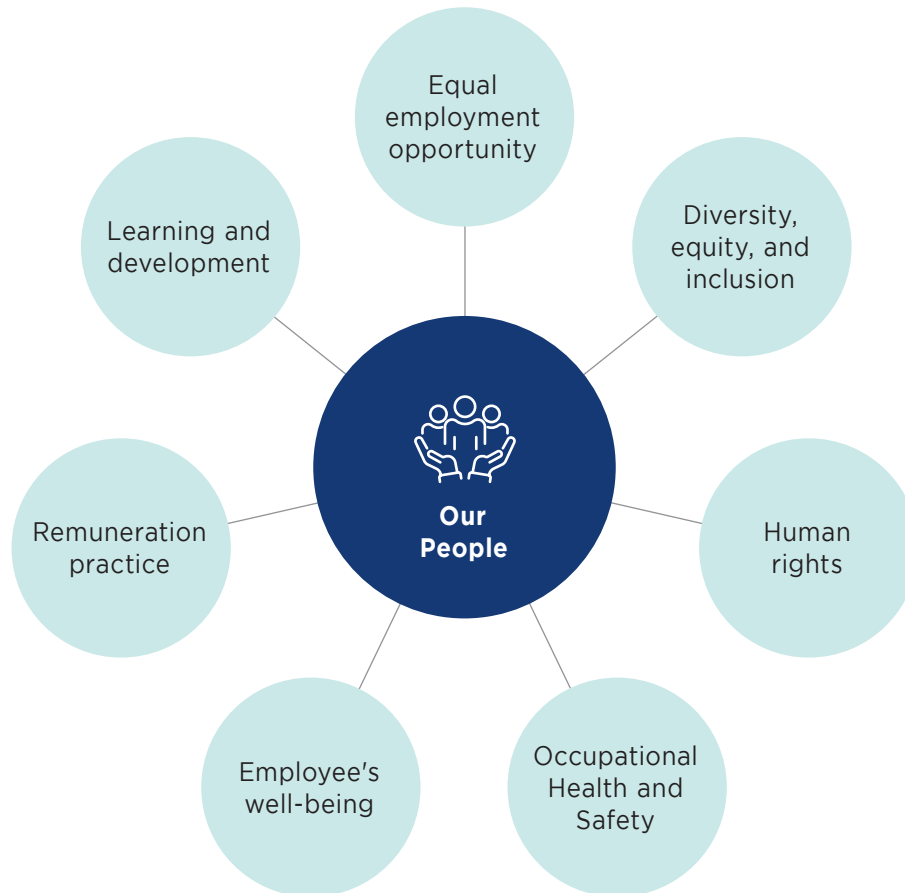 Equal
employment
opportunity
Diversity,
equity, and
inclusion
Human
rights
Occupational
Health and
Safety
Employee's
well-being
Remuneration
practice
Learning and
development
Our
People